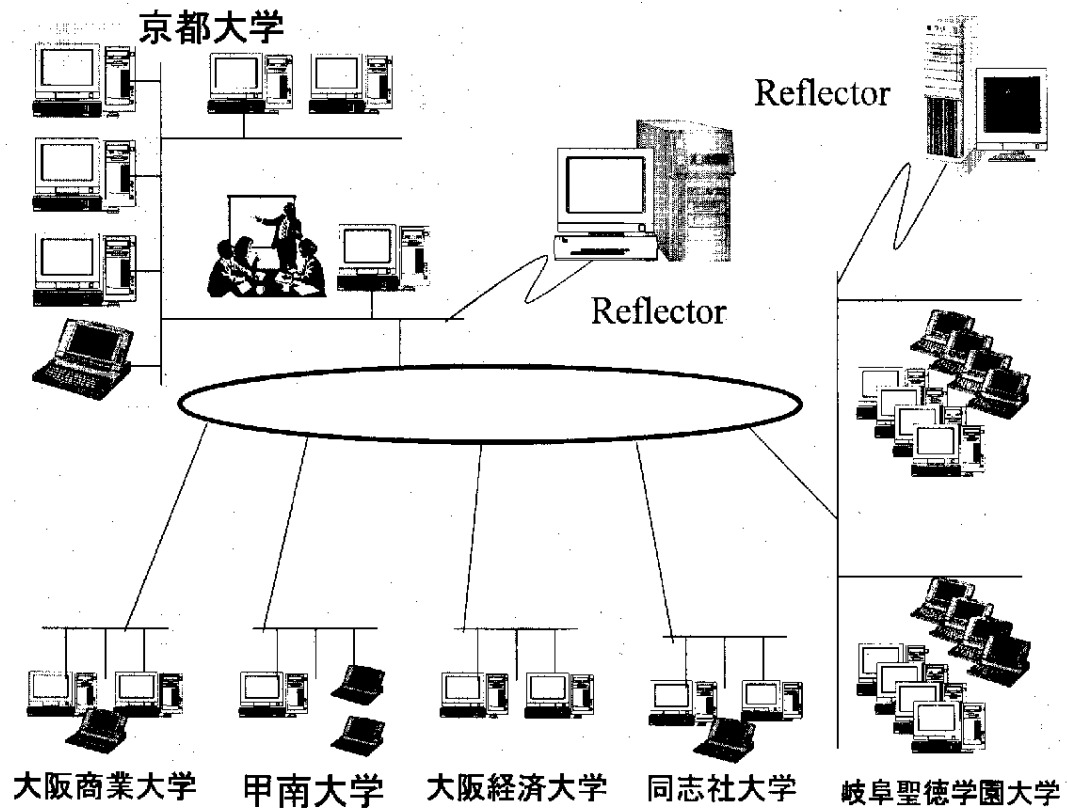 京都大学
Reflector
Reflector
大阪商業大学
甲南大学
大阪経済大学
同志社大学
岐阜聖徳学園大学